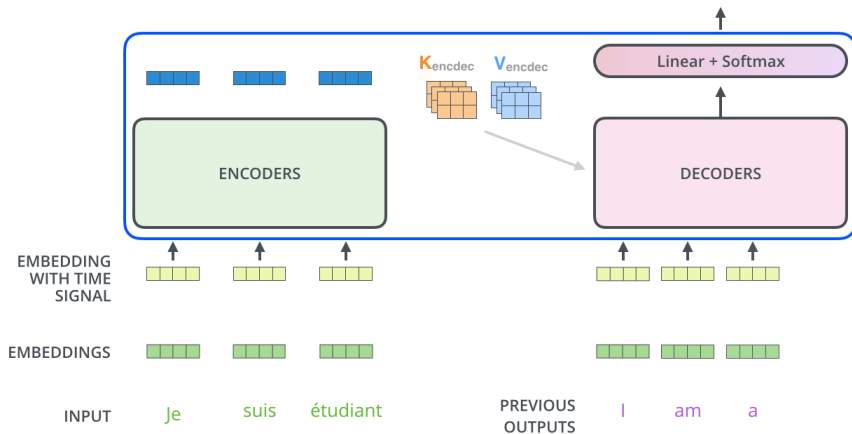 Kencdec Vencdec
Linear + Softmax
ENCODERS
DECODERS
EMBEDDING
WITH TIME
SIGNAL
EMBEDDINGS
INPUT
Je suis étudiant
PREVIOUS
OUTPUTS
I am a